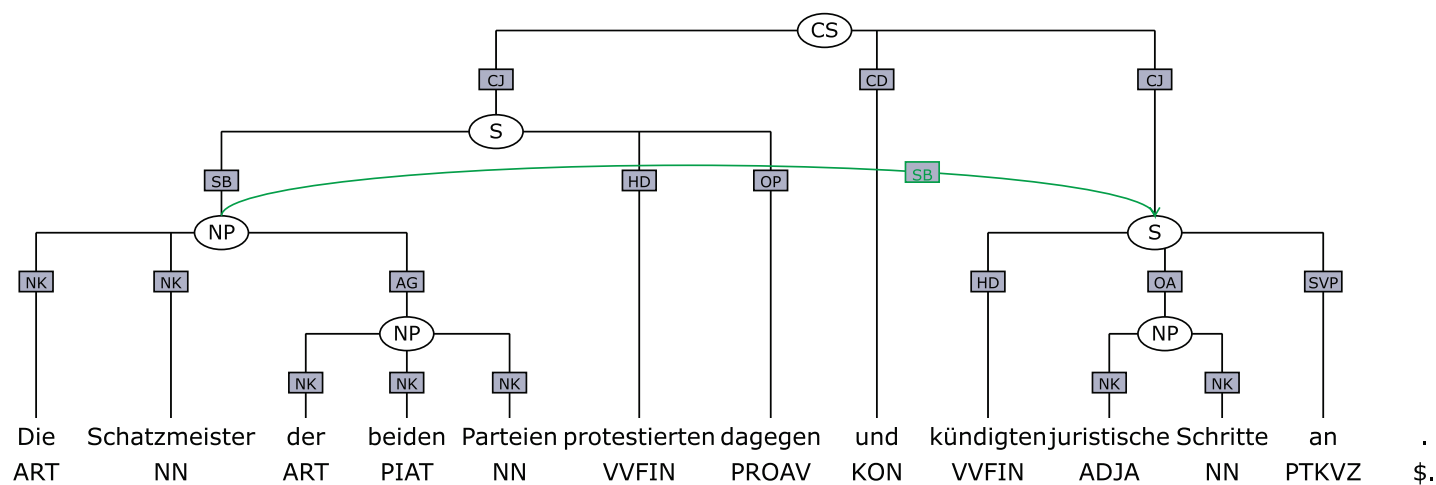 CS
CJ CD CJ
S
SB HD OP SB
NP S
NK NK AG HD OA SVP
NP NP
NK NK NK NK NK
Die Schatzmeister der beiden Parteien protestierten dagegen und kündigten juristische Schritte an .
ART NN ART PIAT NN VVFIN PROAV KON VVFIN ADJA NN PTKVZ $.